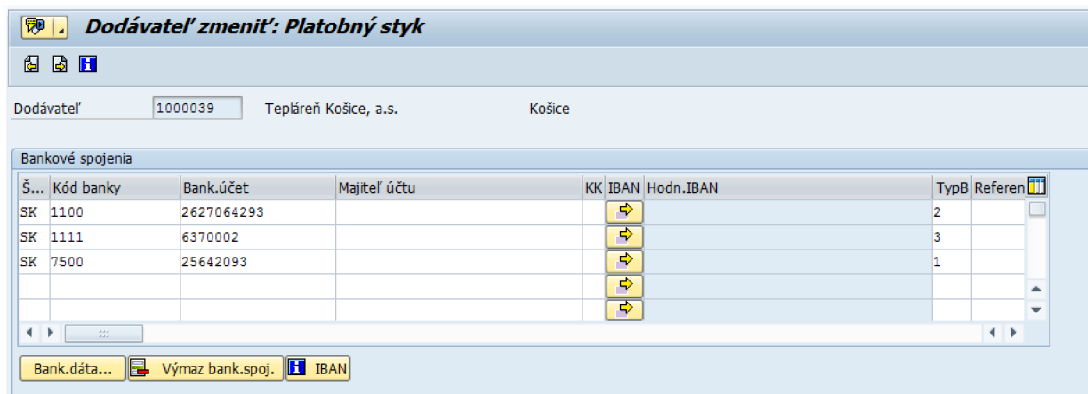 Dodávateľ zmeniť: Platobný styk
Dodávateľ 1000039 Tepláreň Košice, a.s. Košice
Bankové spojenia
Š... Kód banky Bank.účet Majiteľ účtu KK IBAN Hodn.IBAN TypB Referen
SK 1100 2627064293 2
SK 1111 6370002 3
SK 7500 25642093 1
Bank.dáta... Výmaz bank.spoj. IBAN